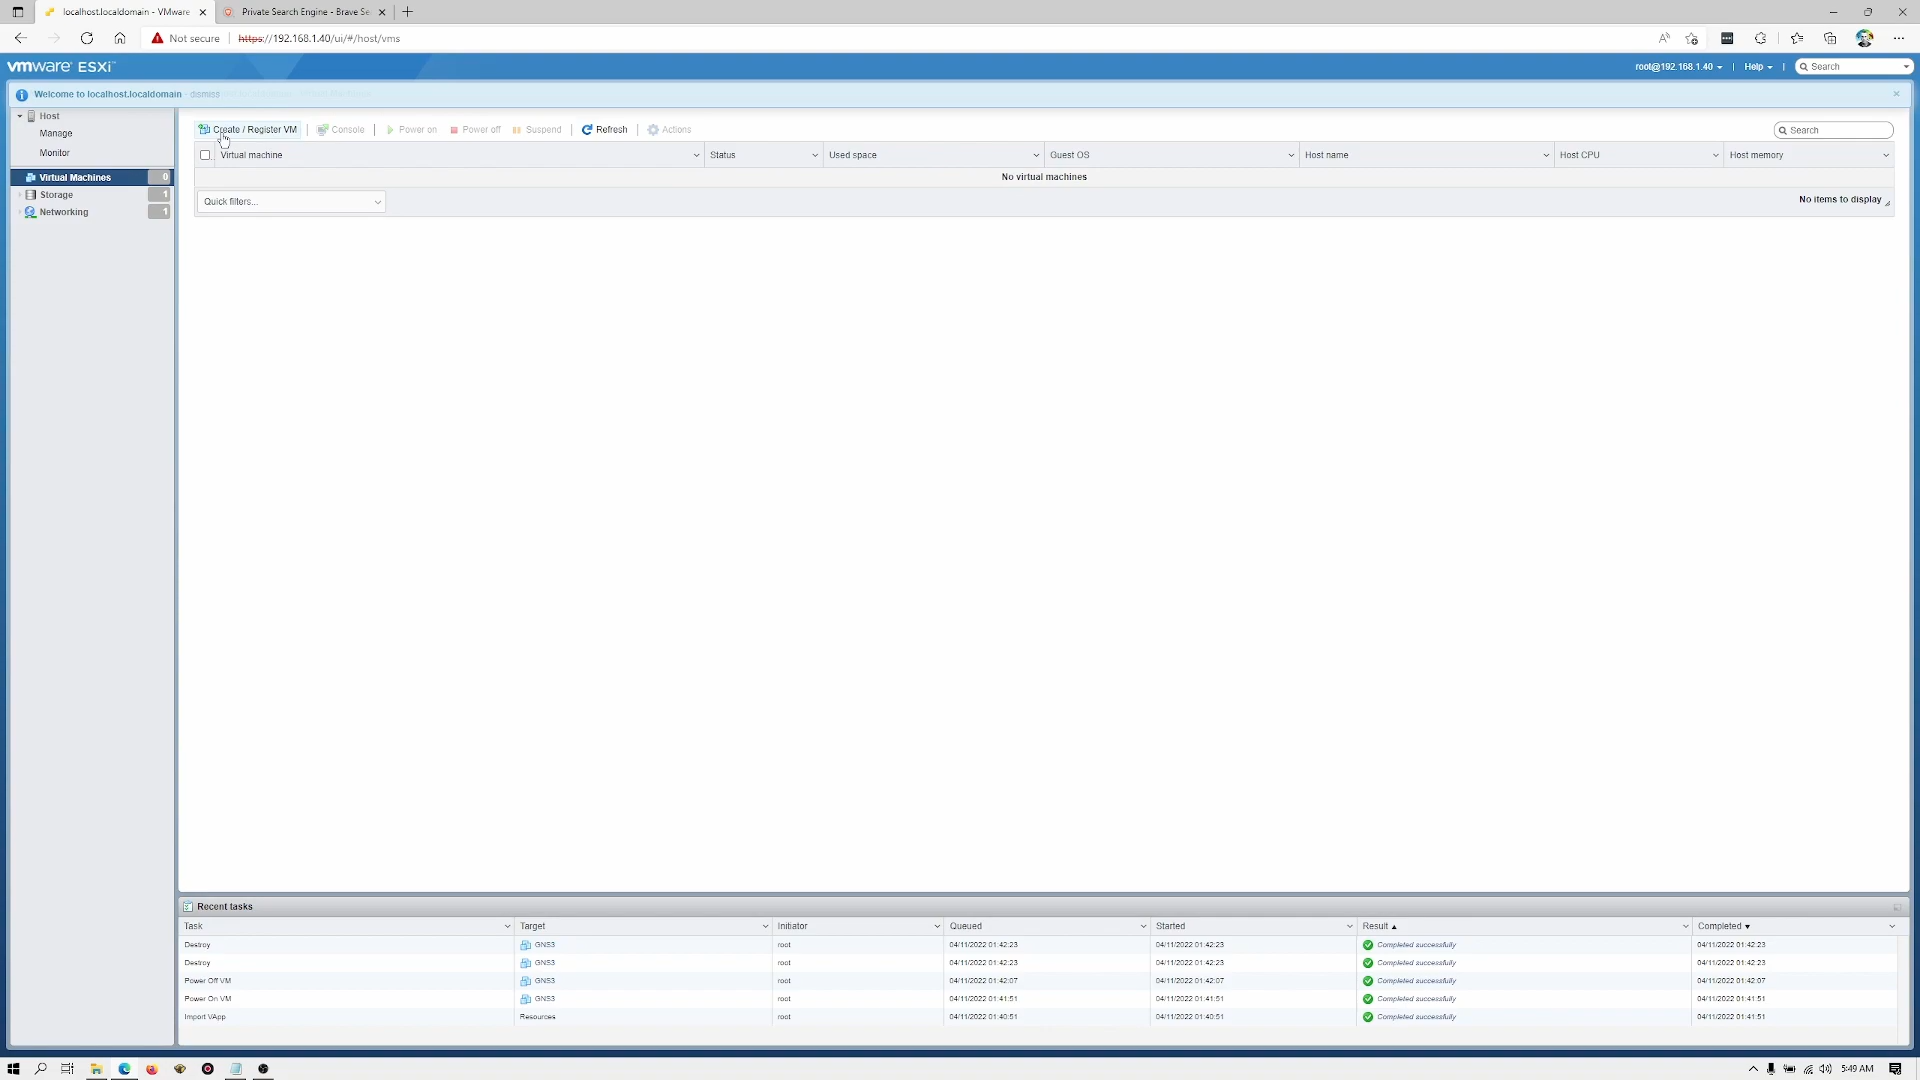 localhost.localdomain - VMware
Private Search Engine - Brave Se
Not secure
https://192.168.1.40/ui/#/host/vms
vmware ESXi™
root@192.168.1.40
Help
Search
Welcome to localhost.localdomain - dismiss
Host
Manage
Monitor
Virtual Machines 0
Storage 1
Networking 1
Create / Register VM
Console
Power on
Power off
Suspend
Refresh
Actions
Search
Virtual machine Status Used space Guest OS Host name Host CPU Host memory
No virtual machines
Quick filters...
No items to display
Recent tasks
Task Target Initiator Queued Started Result ▲ Completed ▼
Destroy GNS3 root 04/11/2022 01:42:23 04/11/2022 01:42:23 Completed successfully 04/11/2022 01:42:23
Destroy GNS3 root 04/11/2022 01:42:23 04/11/2022 01:42:23 Completed successfully 04/11/2022 01:42:23
Power Off VM GNS3 root 04/11/2022 01:42:07 04/11/2022 01:42:07 Completed successfully 04/11/2022 01:42:07
Power On VM GNS3 root 04/11/2022 01:41:51 04/11/2022 01:41:51 Completed successfully 04/11/2022 01:41:51
Import VApp Resources root 04/11/2022 01:40:51 04/11/2022 01:40:51 Completed successfully 04/11/2022 01:41:51
5:49 AM